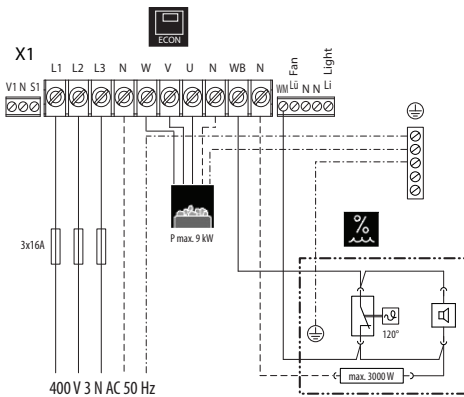 ECON
X1
L1 L2 L3 N W V U N WB N
V1 N S1
WM Lü Fan N N Li Light
3x16A
P max. 9 kW
%
120°
max. 3000 W
400 V 3 N AC 50 Hz